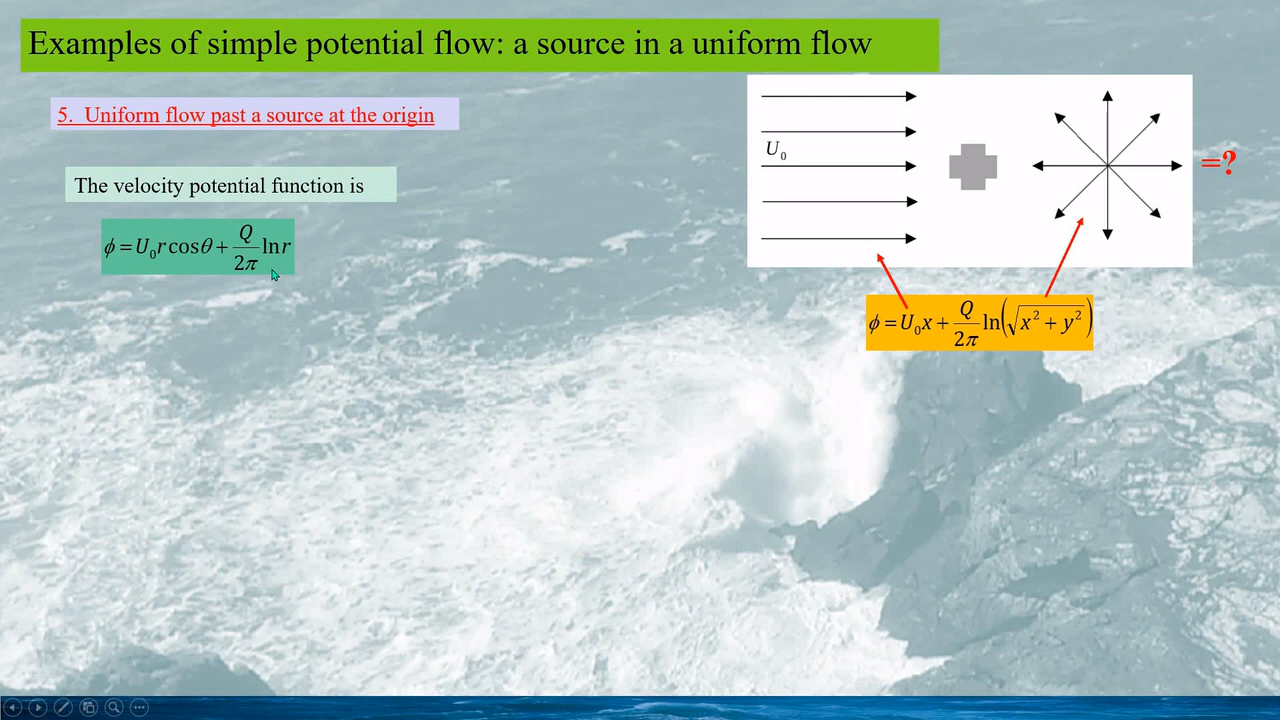 Examples of simple potential flow: a source in a uniform flow
5. Uniform flow past a source at the origin
U₀
=?
The velocity potential function is
ϕ = U₀r cosθ + Q/2π ln r
ϕ = U₀x + Q/2π ln(√x² + y²)